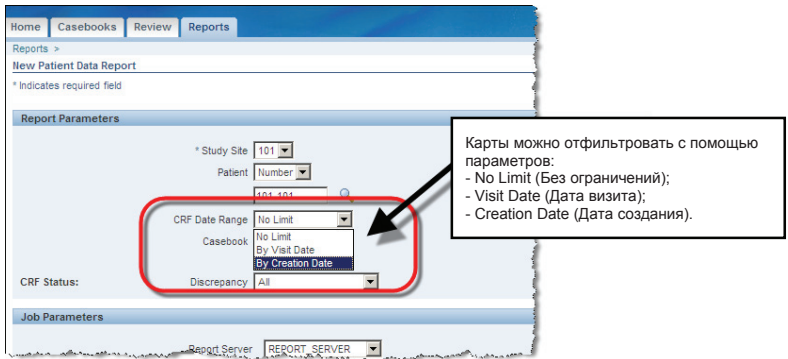 Home Casebooks Review Reports
Reports >
New Patient Data Report
* Indicates required field
Report Parameters
* Study Site 101
Patient Number
101-101
CRF Date Range No Limit
No Limit
Casebook By Visit Date
By Creation Date
CRF Status: Discrepancy All
Job Parameters
Report Server REPORT_SERVER
Карты можно отфильтровать с помощью
параметров:
- No Limit (Без ограничений);
- Visit Date (Дата визита);
- Creation Date (Дата создания).